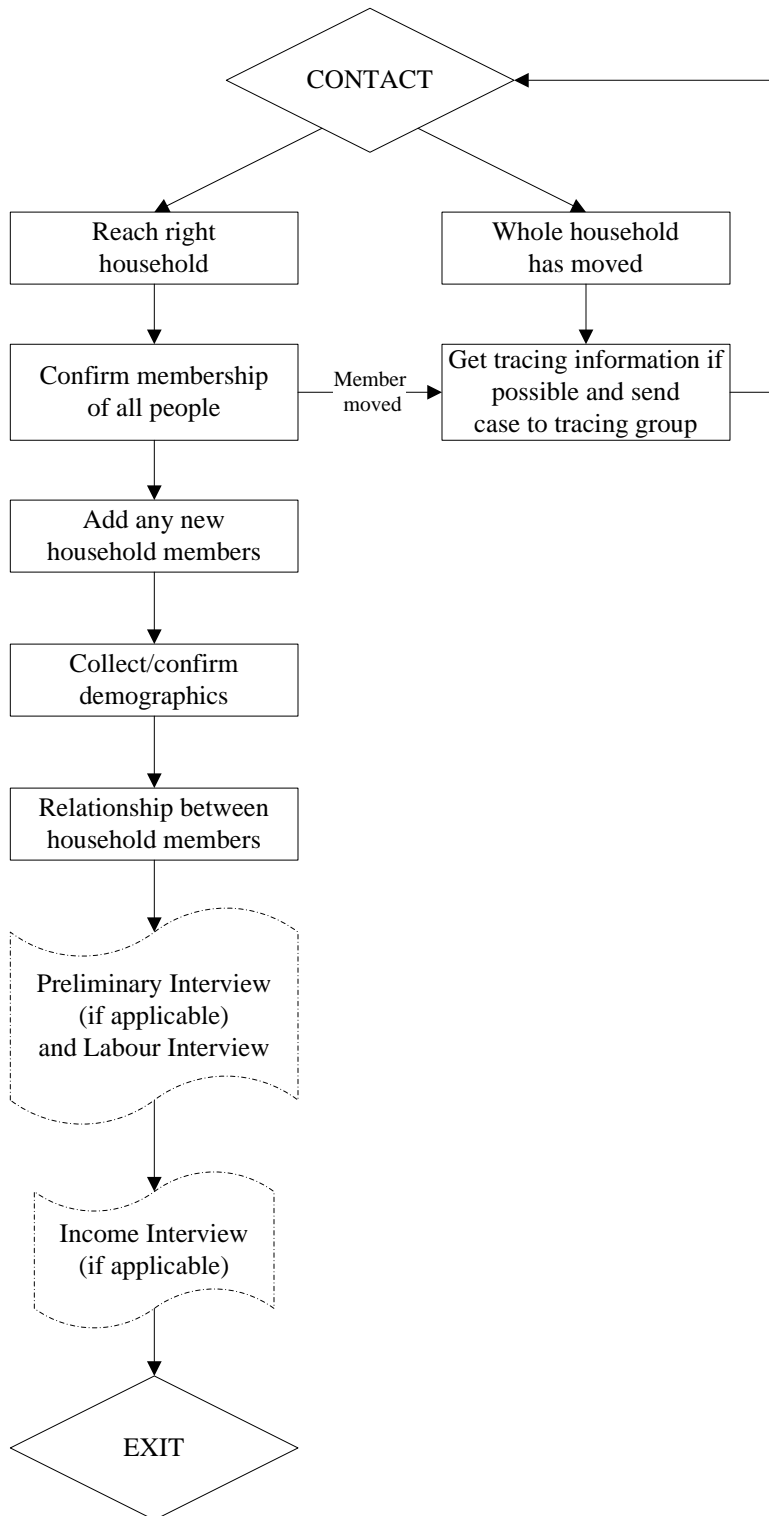 CONTACT
Reach right
household
Whole household
has moved
Confirm membership
of all people
Member
moved
Get tracing information if
possible and send
case to tracing group
Add any new
household members
Collect/confirm
demographics
Relationship between
household members
Preliminary Interview
(if applicable)
and Labour Interview
Income Interview
(if applicable)
EXIT